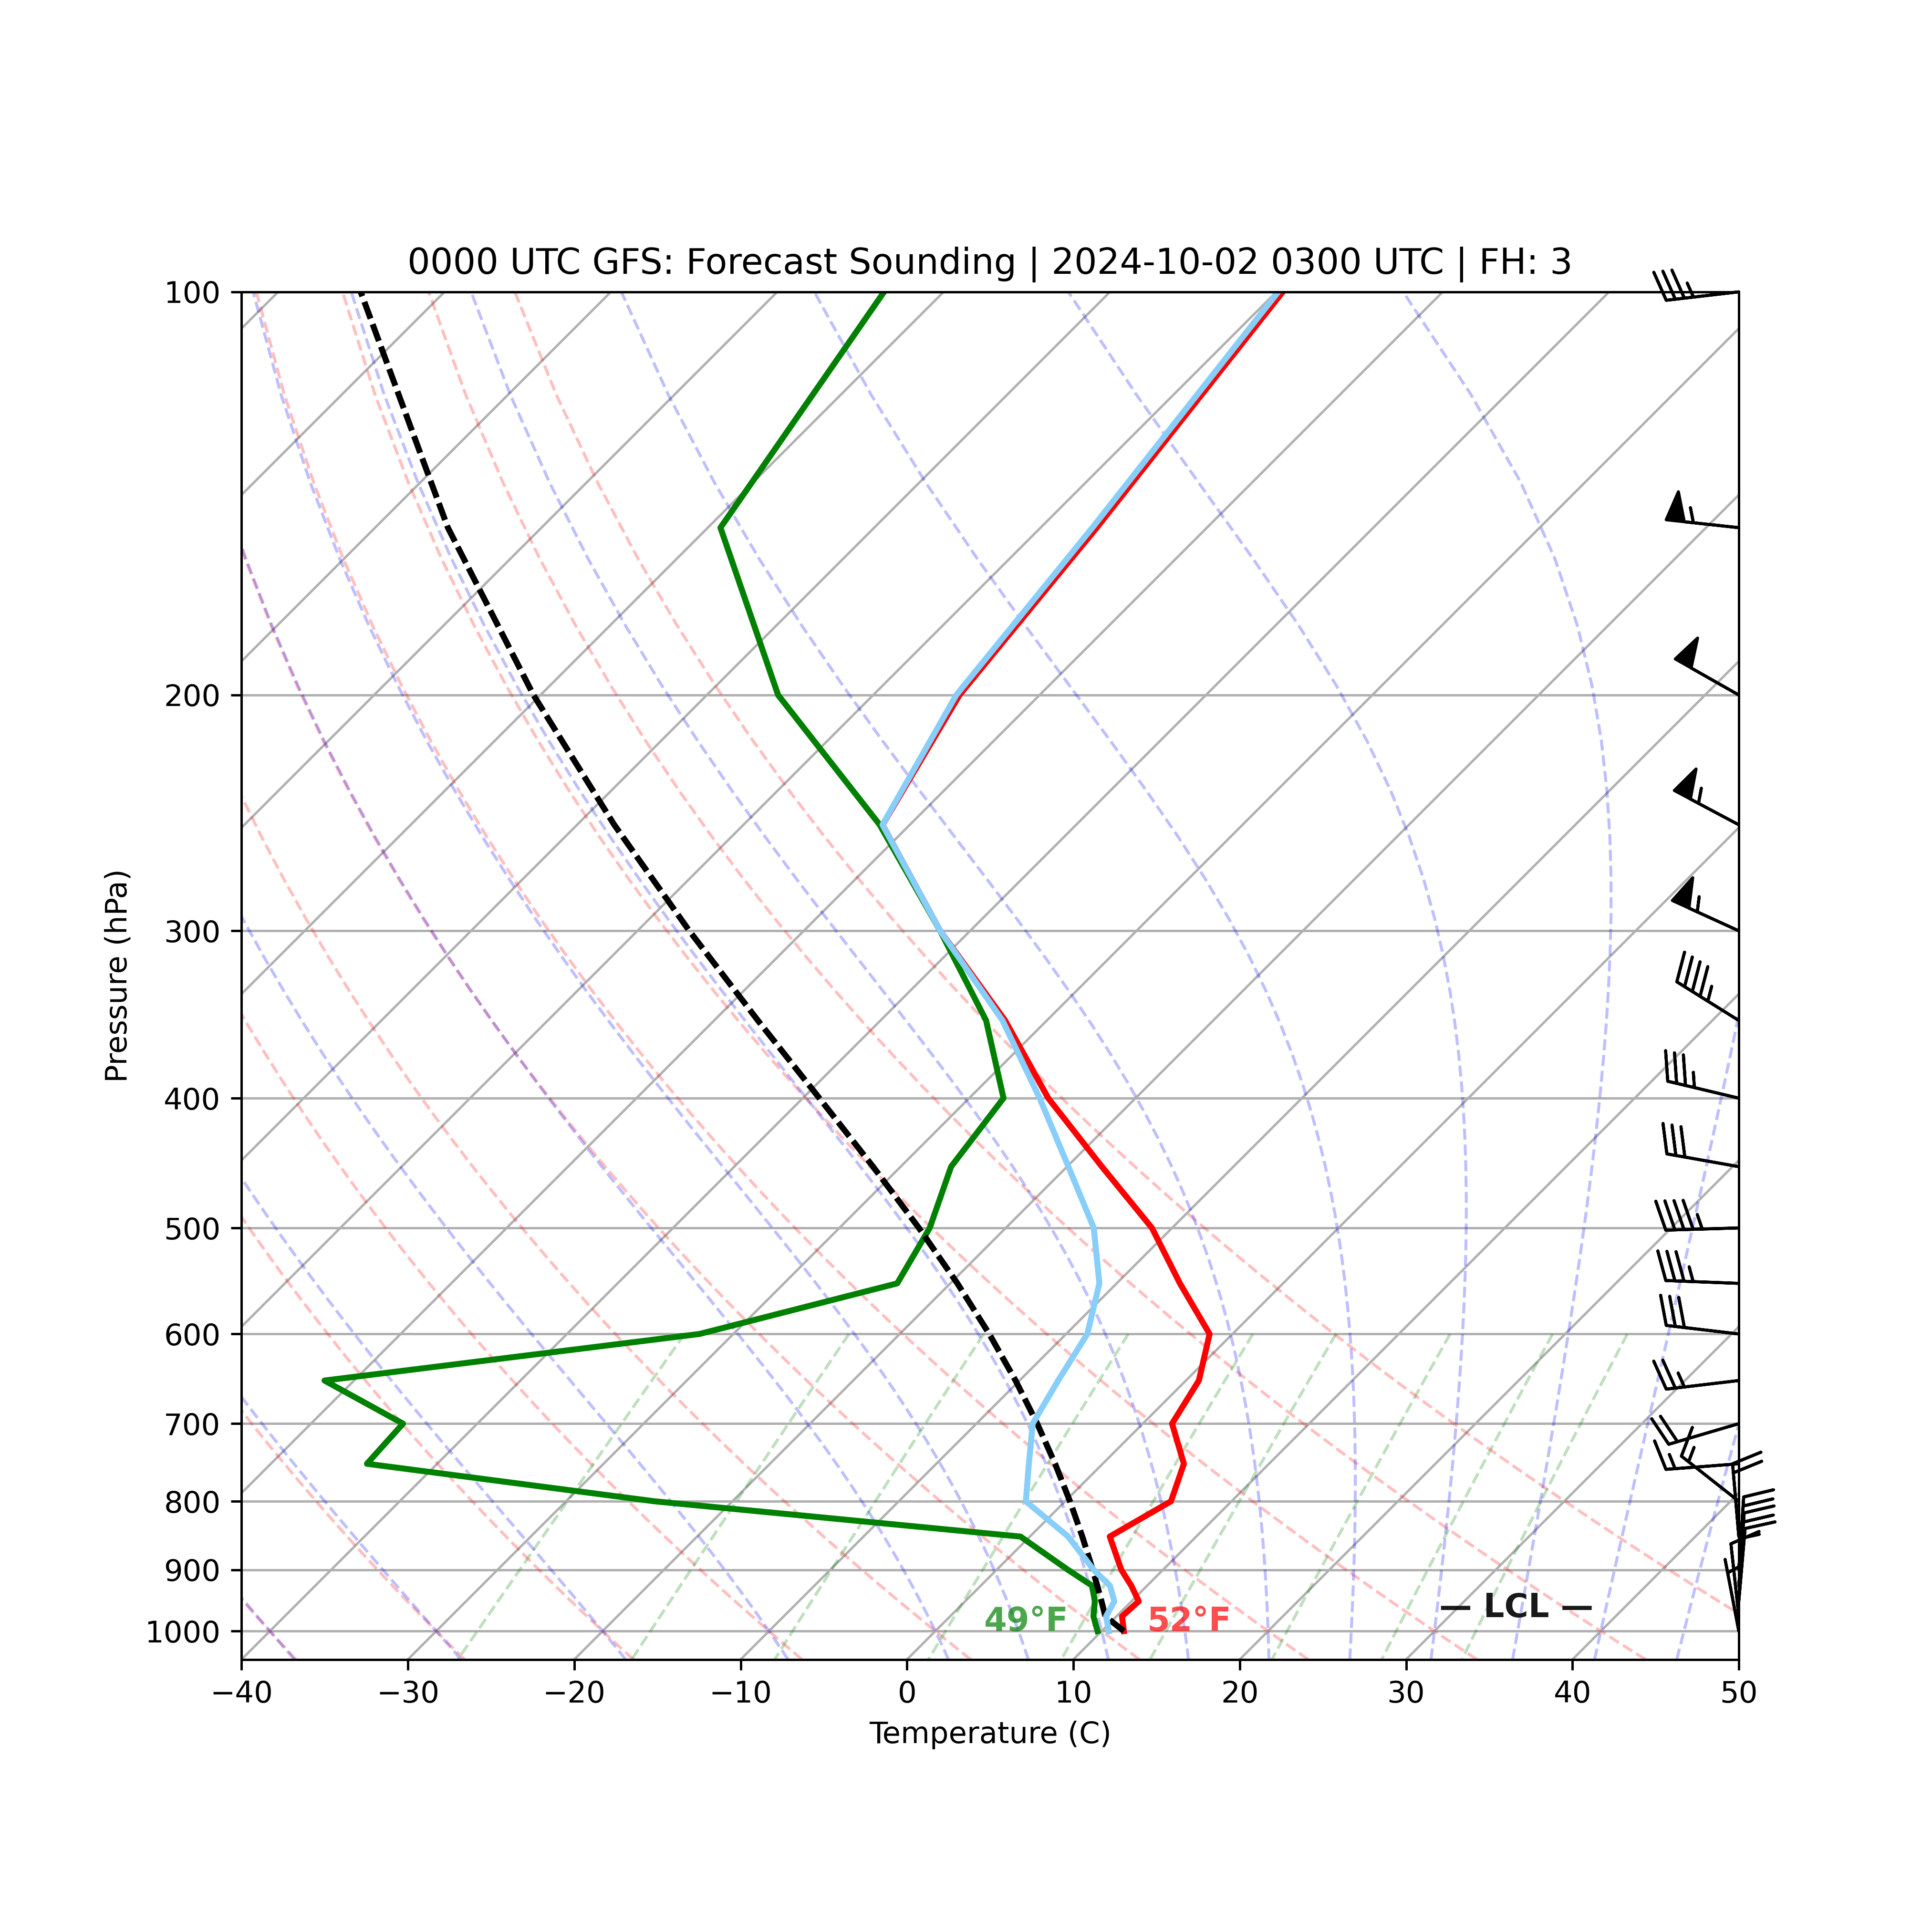 0000 UTC GFS: Forecast Sounding | 2024-10-02 0300 UTC | FH: 3
100
200
300
400
500
600
700
800
900
1000
Pressure (hPa)
49°F
52°F
— LCL —
−40 −30 −20 −10 0 10 20 30 40 50
Temperature (C)